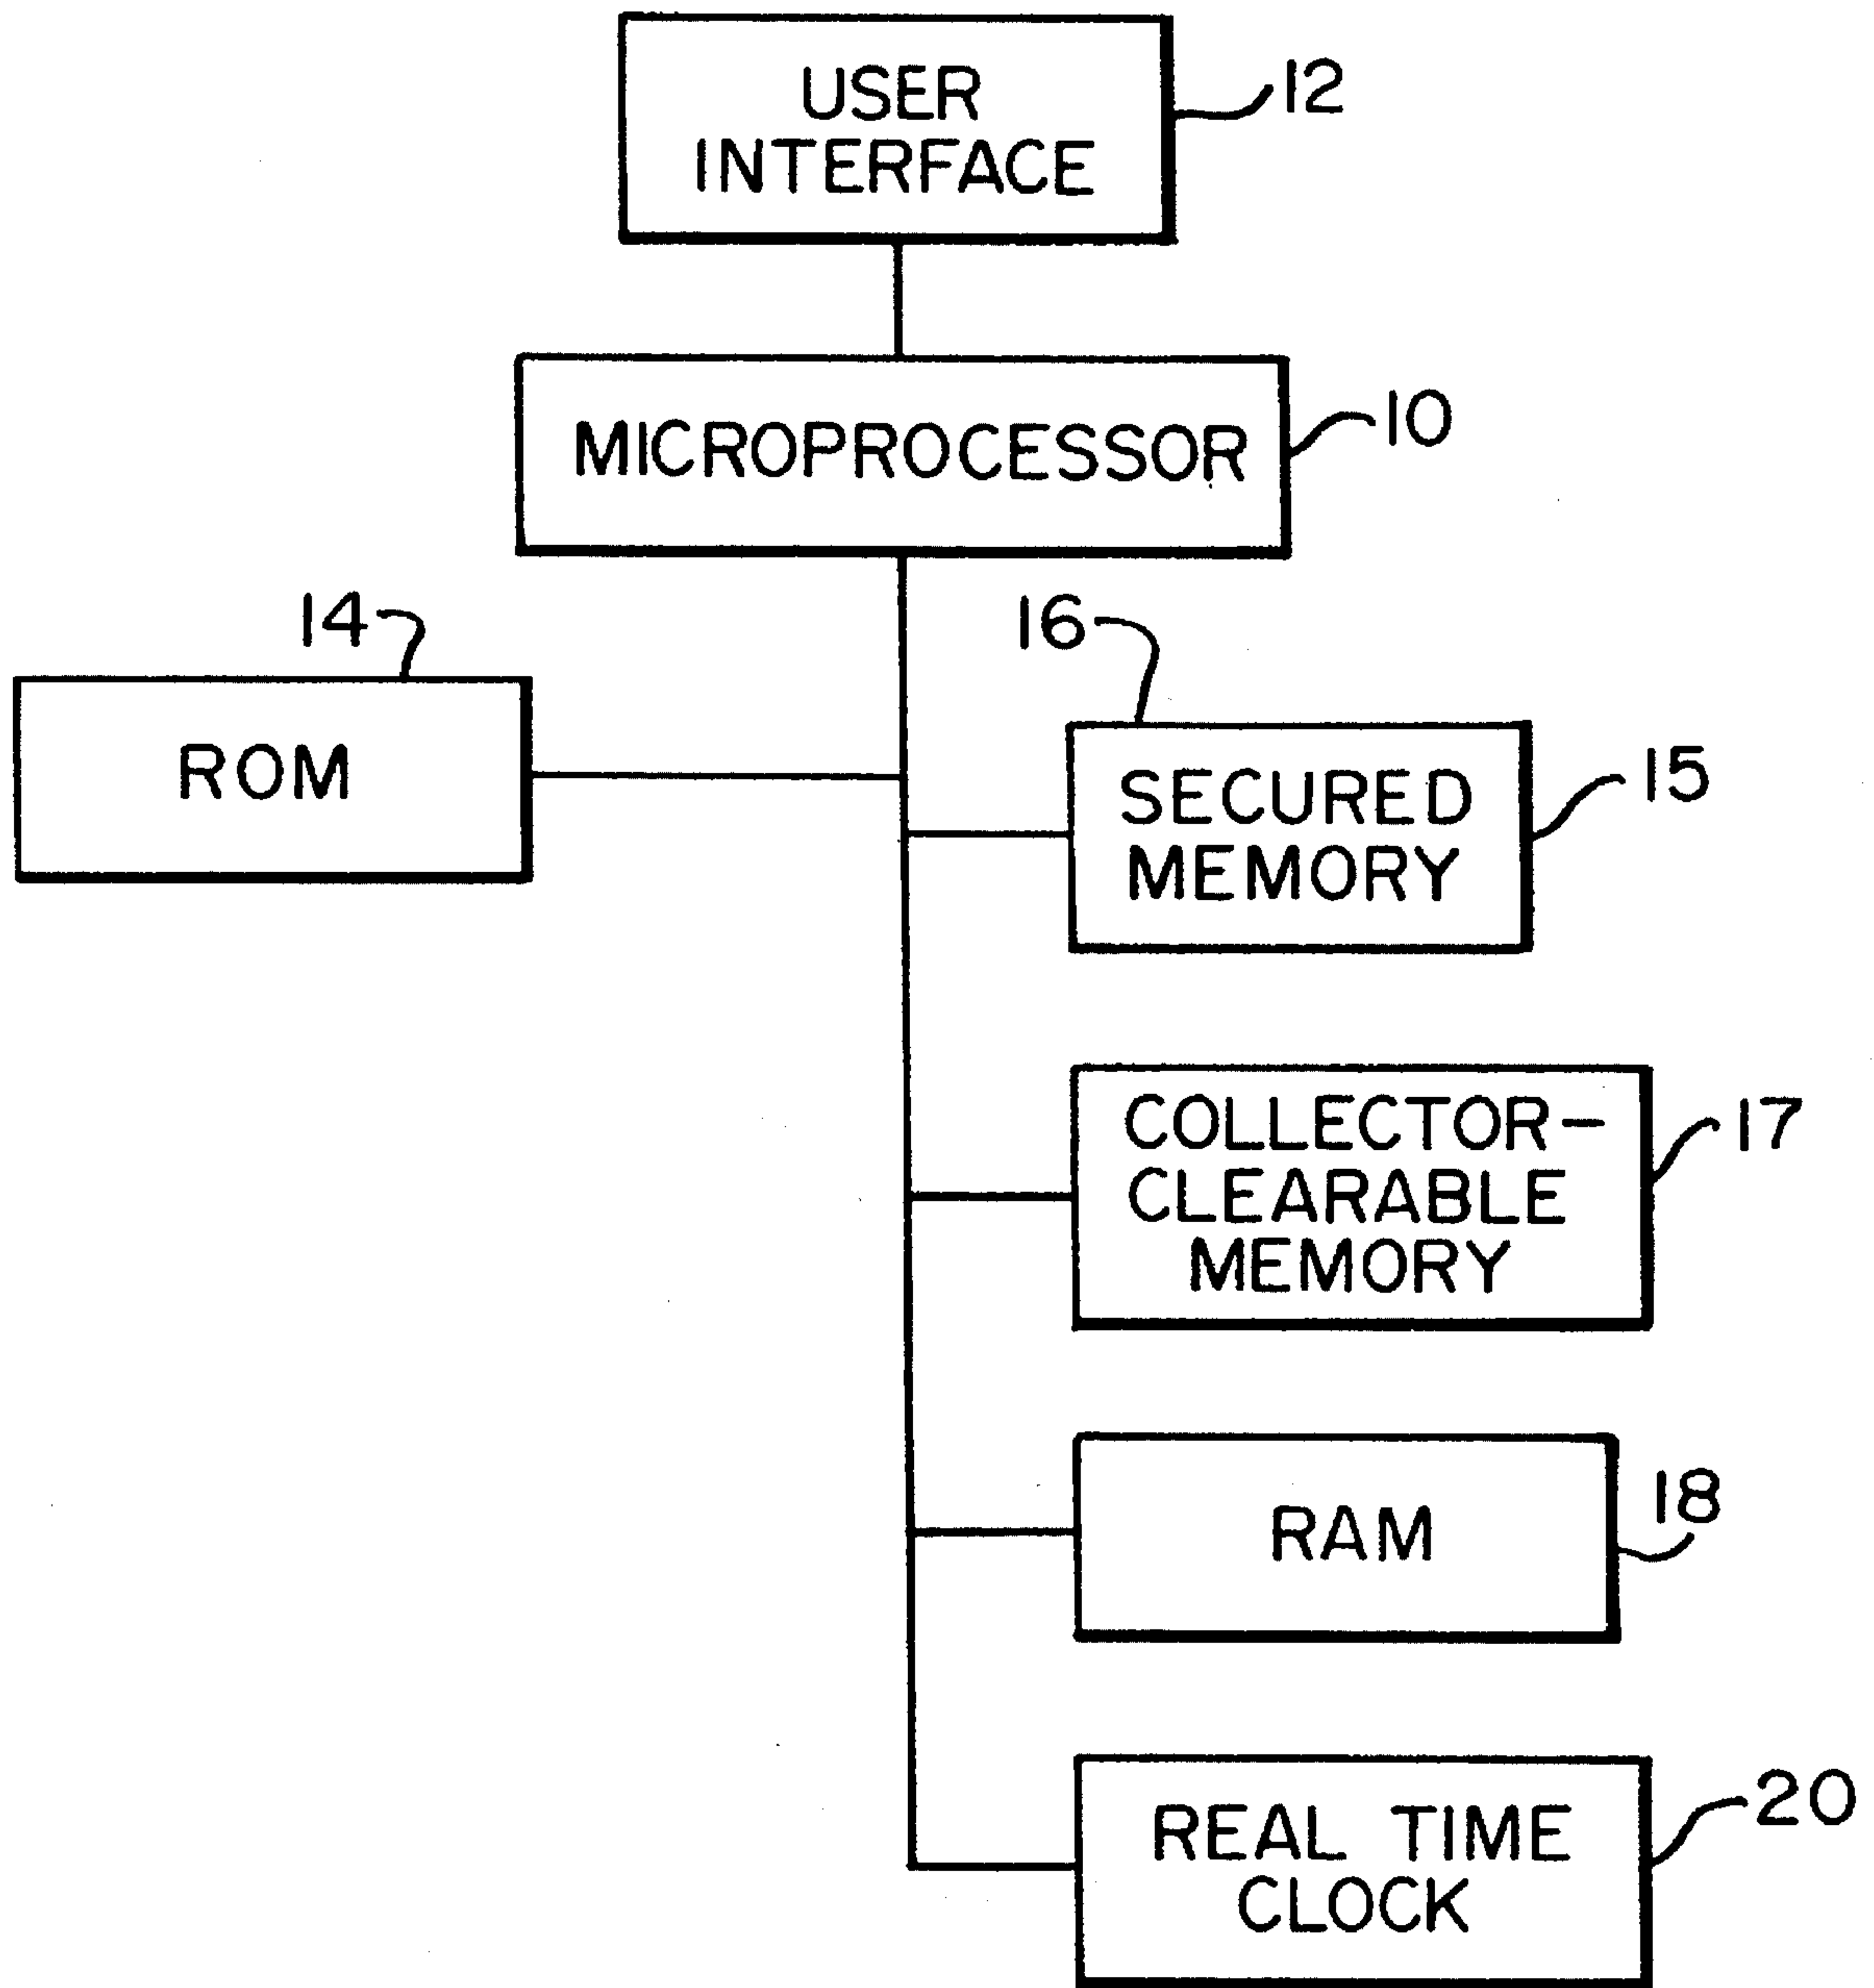 USER
INTERFACE
12
MICROPROCESSOR
10
14
ROM
16
SECURED
MEMORY
15
COLLECTOR-
CLEARABLE
MEMORY
17
RAM
18
REAL TIME
CLOCK
20